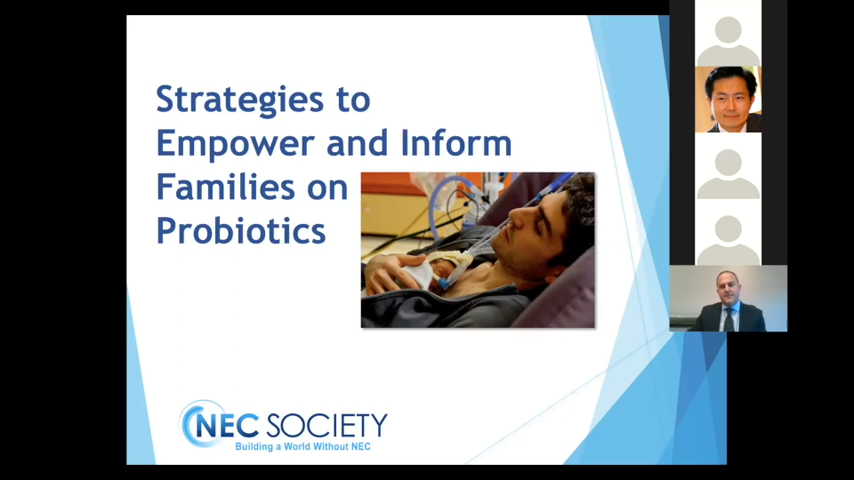 Strategies to
Empower and Inform
Families on
Probiotics
NEC SOCIETY
Building a World Without NEC